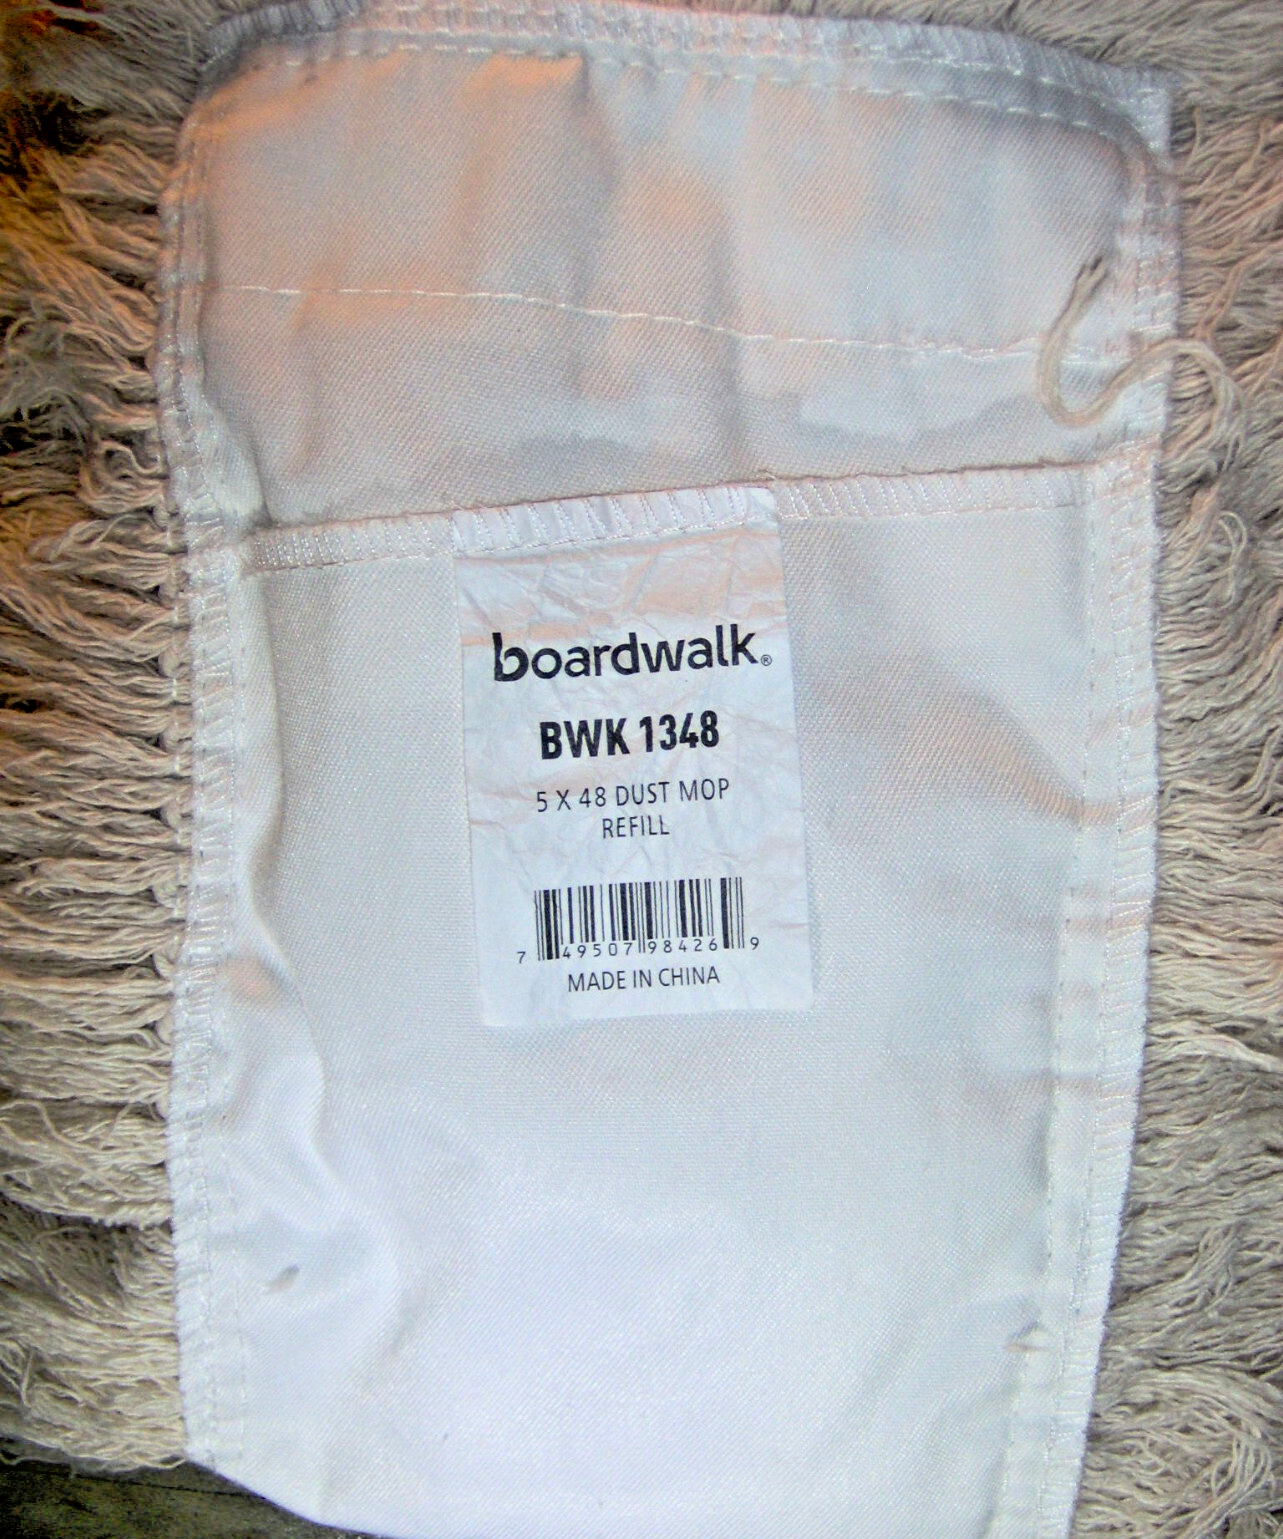 boardwalk®
BWK 1348
5 X 48 DUST MOP
REFILL
7 49507 98426 9
MADE IN CHINA